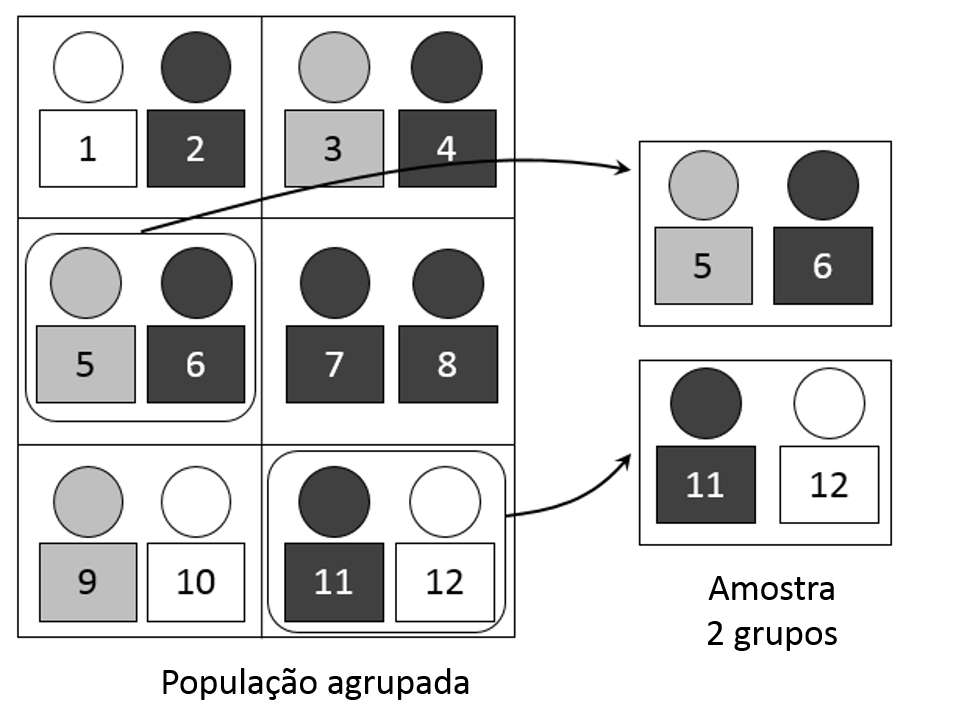 1 2 3 4
5 6
5 6 7 8
11 12
9 10 11 12
Amostra
2 grupos
População agrupada